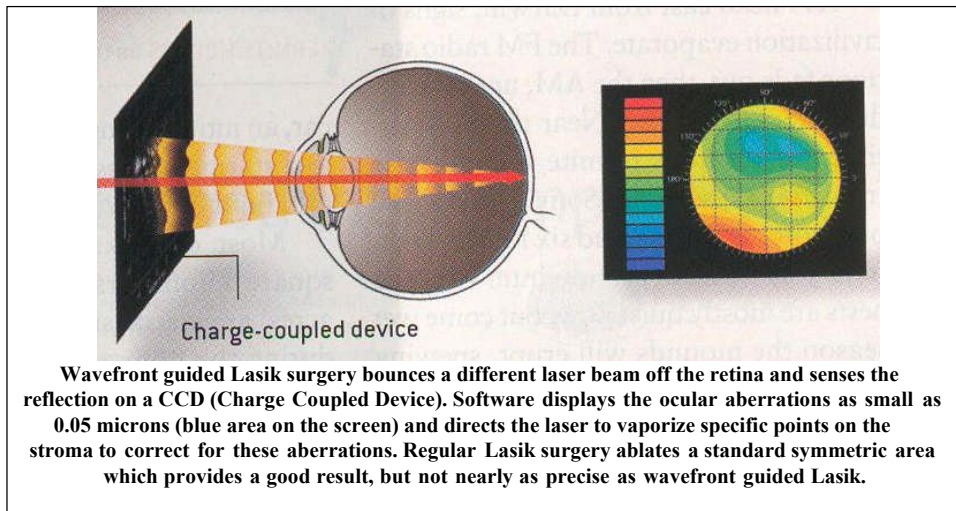 Charge-coupled device
Wavefront guided Lasik surgery bounces a different laser beam off the retina and senses the
reflection on a CCD (Charge Coupled Device). Software displays the ocular aberrations as small as
0.05 microns (blue area on the screen) and directs the laser to vaporize specific points on the
stroma to correct for these aberrations. Regular Lasik surgery ablates a standard symmetric area
which provides a good result, but not nearly as precise as wavefront guided Lasik.